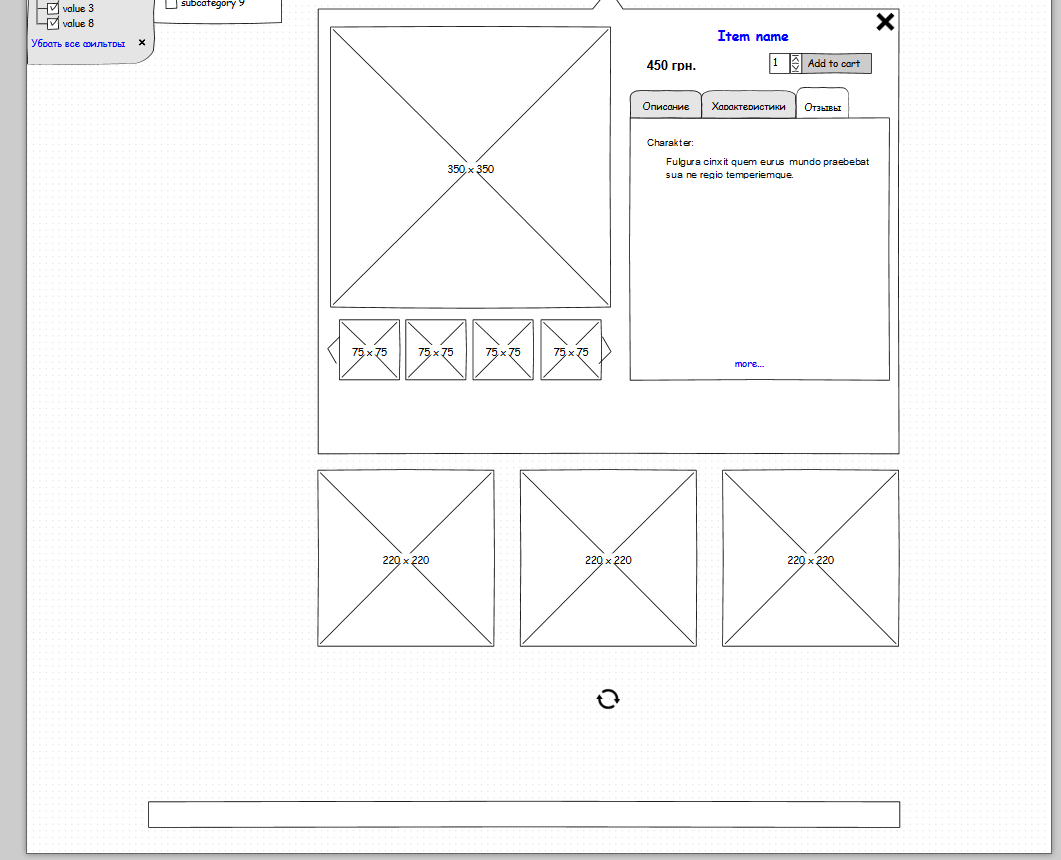 value 3
value 8
Убрать все фильтры
subcategory 9
350 x 350
75 x 75
75 x 75
75 x 75
75 x 75
Item name
450 грн.
1
Add to cart
Описание
Характеристики
Отзывы
Charakter:
Fulgura cinxit quem eurus mundo praebebat
sua ne regio temperiemque.
more...
220 x 220
220 x 220
220 x 220